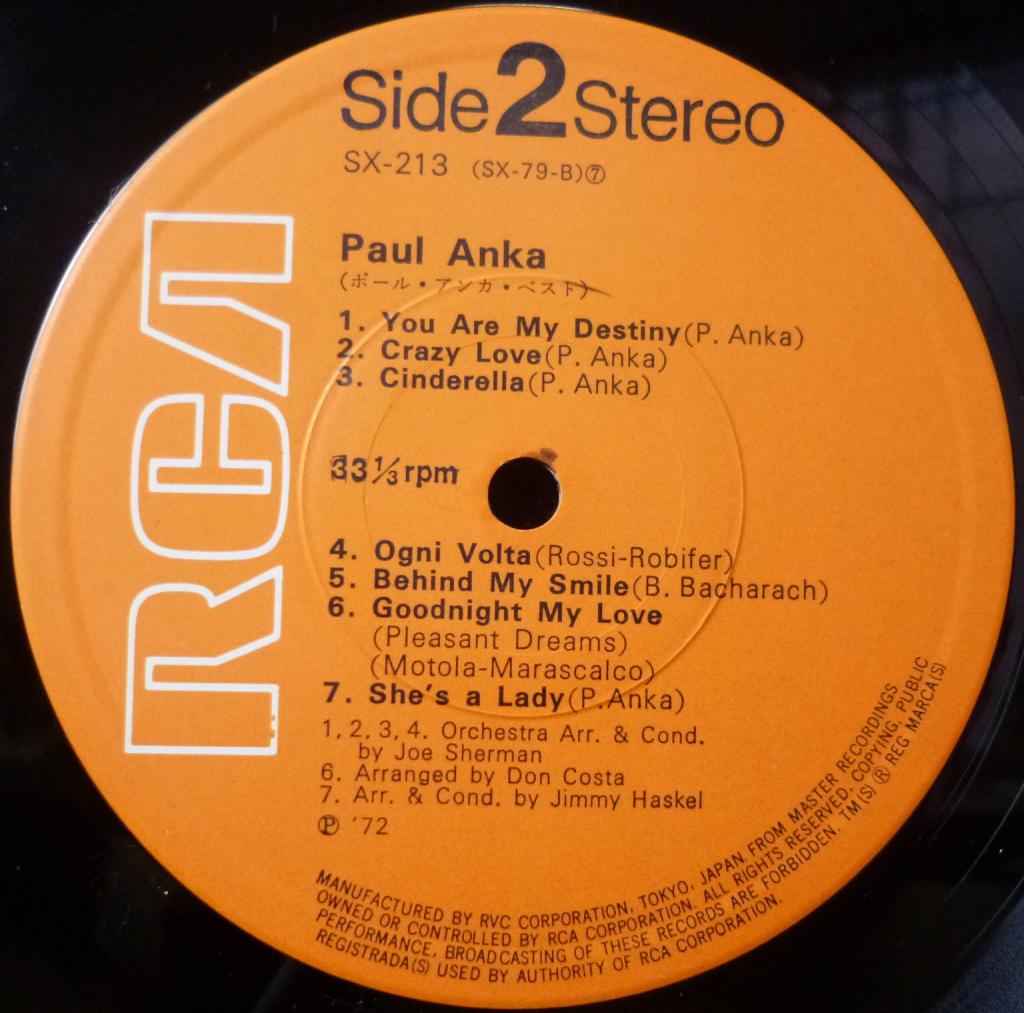 Side 2 Stereo
SX-213 (SX-79-B)⑦
RCA
Paul Anka
(ポール・アンカ・ベスト)
1. You Are My Destiny(P. Anka)
2. Crazy Love(P. Anka)
3. Cinderella(P. Anka)
33⅓rpm
4. Ogni Volta(Rossi-Robifer)
5. Behind My Smile(B. Bacharach)
6. Goodnight My Love
(Pleasant Dreams)
(Motola-Marascalco)
7. She's a Lady(P.Anka)
1, 2, 3, 4. Orchestra Arr. & Cond.
by Joe Sherman
6. Arranged by Don Costa
7. Arr. & Cond. by Jimmy Haskel
Ⓟ '72
MANUFACTURED BY RVC CORPORATION, TOKYO, JAPAN FROM MASTER RECORDINGS
OWNED OR CONTROLLED BY RCA CORPORATION. ALL RIGHTS RESERVED. COPYING, PUBLIC
PERFORMANCE, BROADCASTING OF THESE RECORDS ARE FORBIDDEN. TM(S) ® REG MARCA(S)
REGISTRADA(S) USED BY AUTHORITY OF RCA CORPORATION.